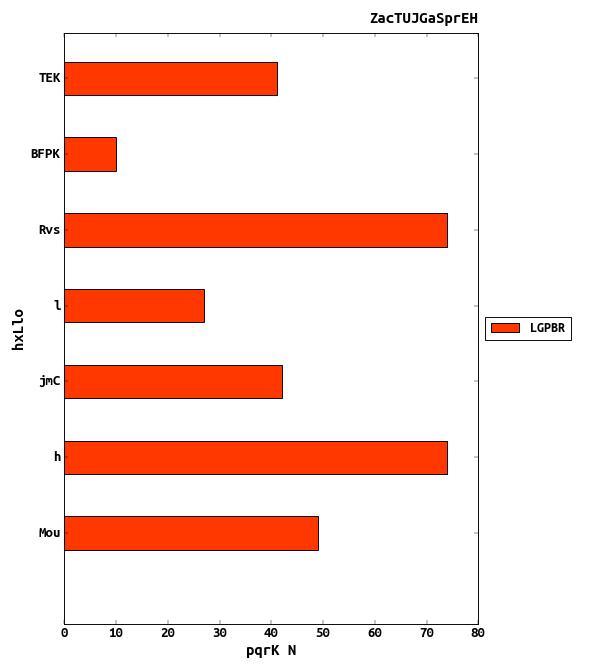 ZacTUJGaSprEH
TEK
BFPK
Rvs
l
jmC
h
Mou
hxLlo
0 10 20 30 40 50 60 70 80
pqrK N
LGPBR